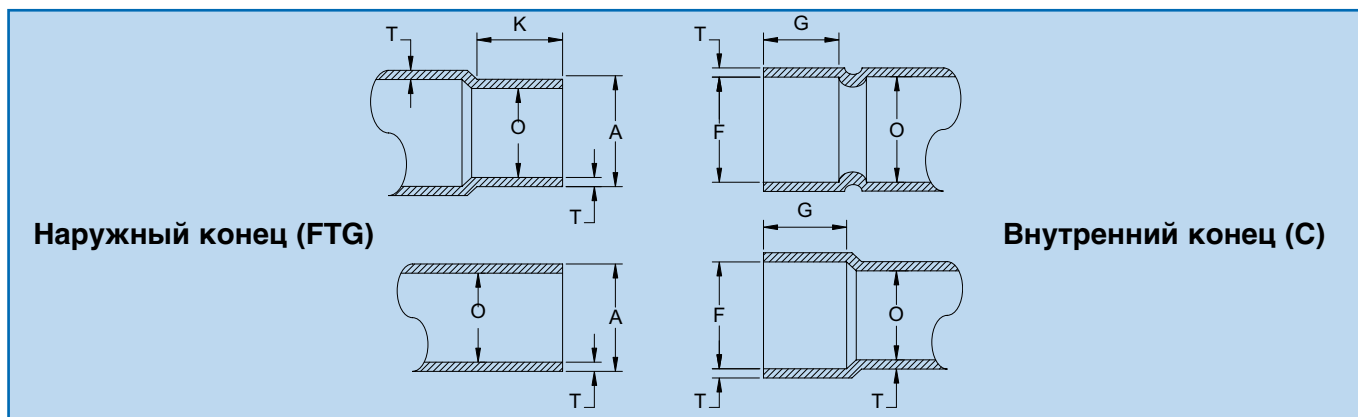 T
K
O
A
T
T
G
F
O
Наружный конец (FTG)
O
A
T
G
F
O
T
T
Внутренний конец (C)